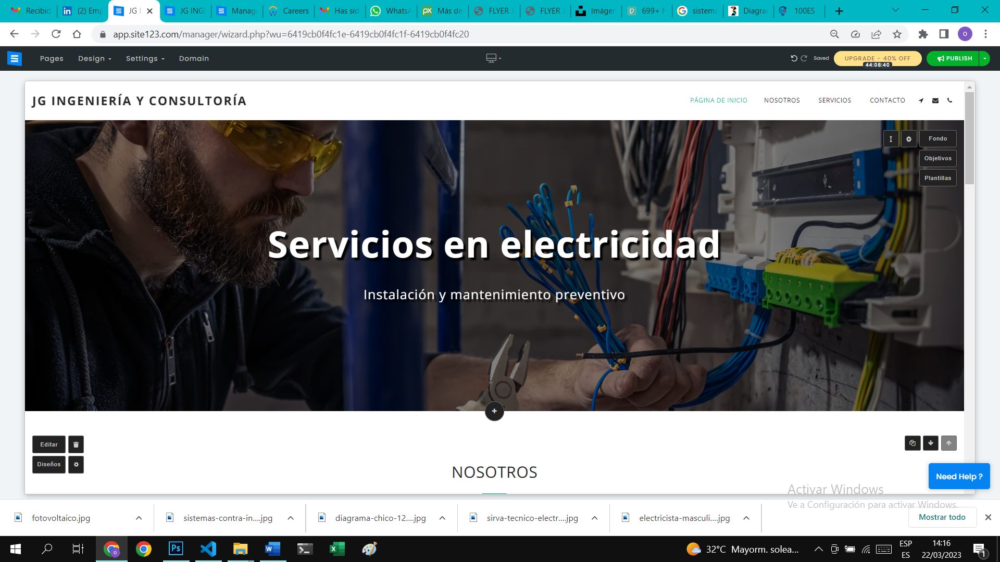 Recibid
(2) Emp
JG I
JG INGI
Manag
Careers
Has sid
WhatsA
Más de
FLYER J
FLYER J
Imágen
699+ F
sistema
Diagra
100ES
app.site123.com/manager/wizard.php?wu=6419cb0f4fc1e-6419cb0f4fc1f-6419cb0f4fc20
O
Pages
Design
Settings
Domain
Saved
UPGRADE - 40% OFF
44:08:40
PUBLISH
JG INGENIERÍA Y CONSULTORÍA
PÁGINA DE INICIO
NOSOTROS
SERVICIOS
CONTACTO
Fondo
Objetivos
Plantillas
Servicios en electricidad
Instalación y mantenimiento preventivo
Editar
Diseños
NOSOTROS
Need Help ?
Activar Windows
Ve a Configuración para activar Windows.
fotovoltaico.jpg
sistemas-contra-in....jpg
diagrama-chico-12....jpg
sirva-tecnico-electr....jpg
electricista-masculi....jpg
Mostrar todo
32°C Mayorm. solea...
ESP
ES
14:16
22/03/2023
1